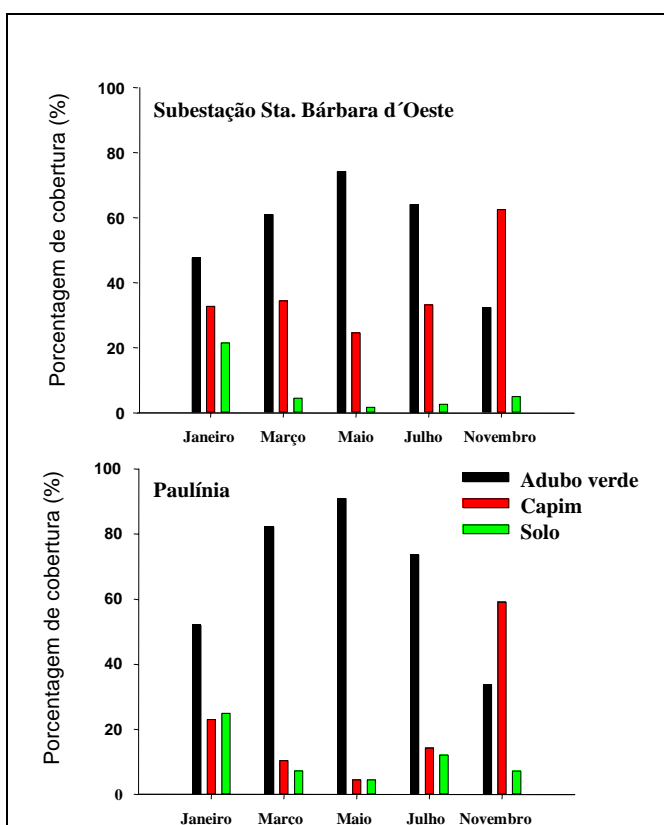 Porcentagem de cobertura (%)
100
80
60
40
20
0
Subestação Sta. Bárbara d´Oeste
Janeiro Março Maio Julho Novembro
Porcentagem de cobertura (%)
100
80
60
40
20
0
Paulínia
Adubo verde
Capim
Solo
Janeiro Março Maio Julho Novembro